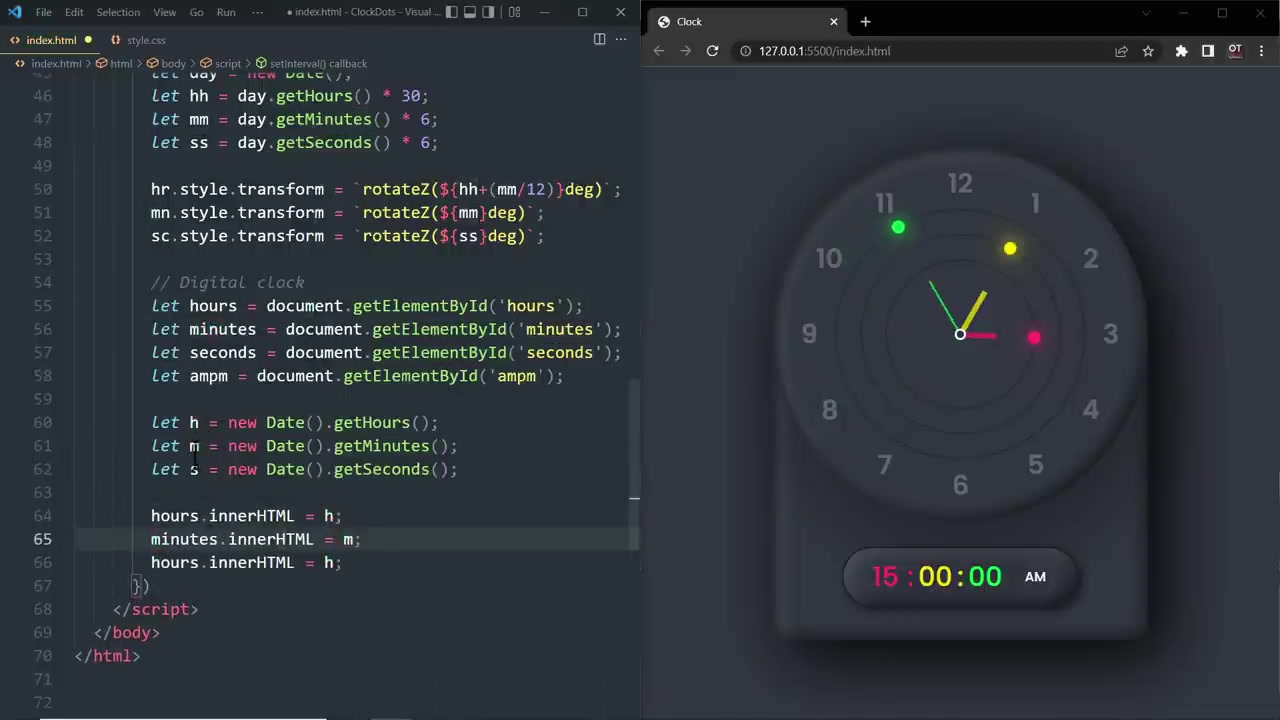 File Edit Selection View Go Run ··· ● index.html - ClockDots - Visual ...
index.html ● style.css
index.html > html > body > script > setInterval() callback
let day = new Date();
46 let hh = day.getHours() * 30;
47 let mm = day.getMinutes() * 6;
48 let ss = day.getSeconds() * 6;
49
50 hr.style.transform = `rotateZ(${hh+(mm/12)}deg)`;
51 mn.style.transform = `rotateZ(${mm}deg)`;
52 sc.style.transform = `rotateZ(${ss}deg)`;
53
54 // Digital clock
55 let hours = document.getElementById('hours');
56 let minutes = document.getElementById('minutes');
57 let seconds = document.getElementById('seconds');
58 let ampm = document.getElementById('ampm');
59
60 let h = new Date().getHours();
61 let m = new Date().getMinutes();
62 let s = new Date().getSeconds();
63
64 hours.innerHTML = h;
65 minutes.innerHTML = m;
66 hours.innerHTML = h;
67 })
68 </script>
69 </body>
70 </html>
71
72
Clock
127.0.0.1:5500/index.html
OT
12
11 1
10 2
9 3
8 4
7 5
6
15 : 00 : 00 AM